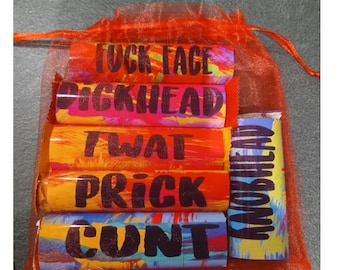 FUCK FACE
DICKHEAD
TWAT
PRICK
CUNT
KNOBHEAD